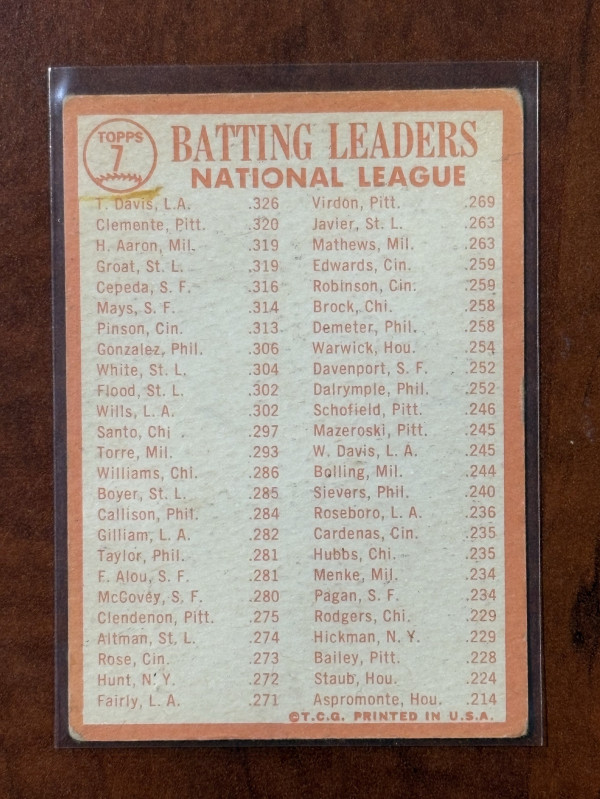 TOPPS
7
BATTING LEADERS
NATIONAL LEAGUE
T. Davis, L.A. .326
Clemente, Pitt. .320
H. Aaron, Mil. .319
Groat, St. L. .319
Cepeda, S. F. .316
Mays, S. F. .314
Pinson, Cin. .313
Gonzalez, Phil. .306
White, St. L. .304
Flood, St. L. .302
Wills, L. A. .302
Santo, Chi . .297
Torre, Mil. .293
Williams, Chi. .286
Boyer, St. L. .285
Callison, Phil. .284
Gilliam, L. A. .282
Taylor, Phil. .281
F. Alou, S. F. .281
McCovey, S. F. .280
Clendenon, Pitt. .275
Altman, St. L. .274
Rose, Cin. .273
Hunt, N. Y. .272
Fairly, L. A. .271
Virdon, Pitt. .269
Javier, St. L. .263
Mathews, Mil. .263
Edwards, Cin. .259
Robinson, Cin. .259
Brock, Chi. .258
Demeter, Phil. .258
Warwick, Hou. .254
Davenport, S. F. .252
Dalrymple, Phil. .252
Schofield, Pitt. .246
Mazeroski, Pitt. .245
W. Davis, L. A. .245
Bolling, Mil. .244
Sievers, Phil. .240
Roseboro, L. A. .236
Cardenas, Cin. .235
Hubbs, Chi. .235
Menke, Mil. .234
Pagan, S. F. .234
Rodgers, Chi. .229
Hickman, N. Y. .229
Bailey, Pitt. .228
Staub, Hou. .224
Aspromonte, Hou. .214
©T.C.G. PRINTED IN U.S.A.